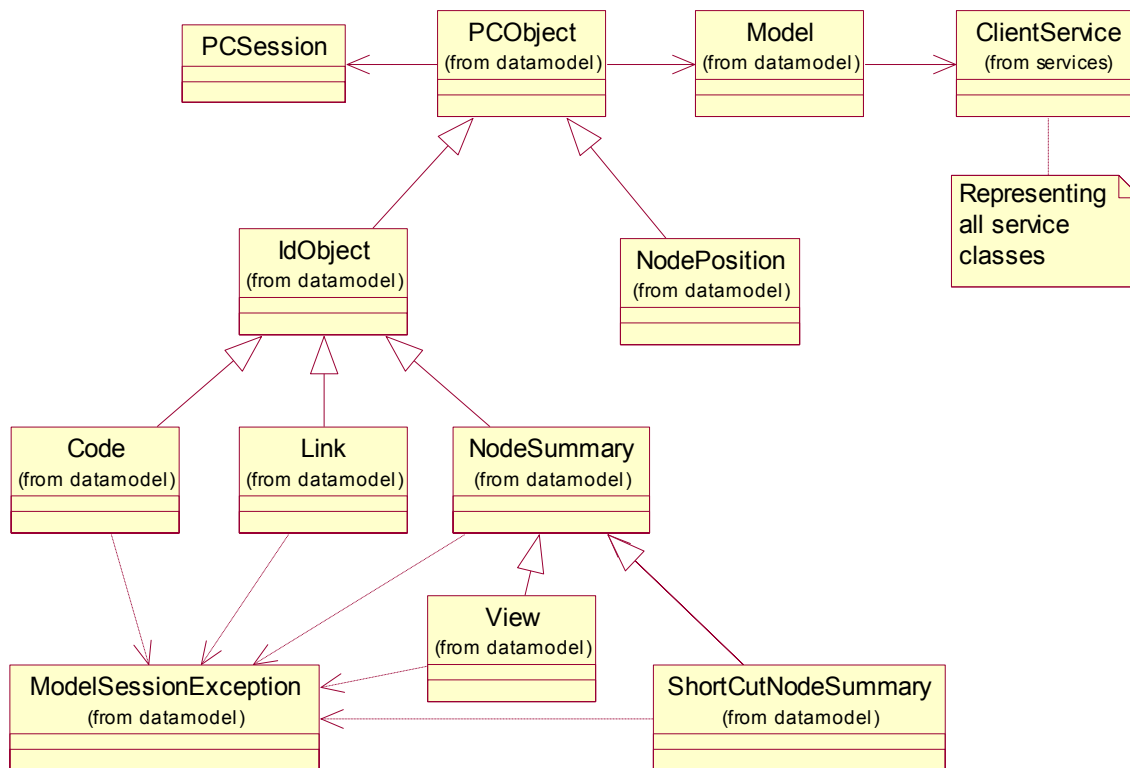 PCSession
PCObject
(from datamodel)
Model
(from datamodel)
ClientService
(from services)
Representing
all service
classes
IdObject
(from datamodel)
NodePosition
(from datamodel)
Code
(from datamodel)
Link
(from datamodel)
NodeSummary
(from datamodel)
View
(from datamodel)
ModelSessionException
(from datamodel)
ShortCutNodeSummary
(from datamodel)